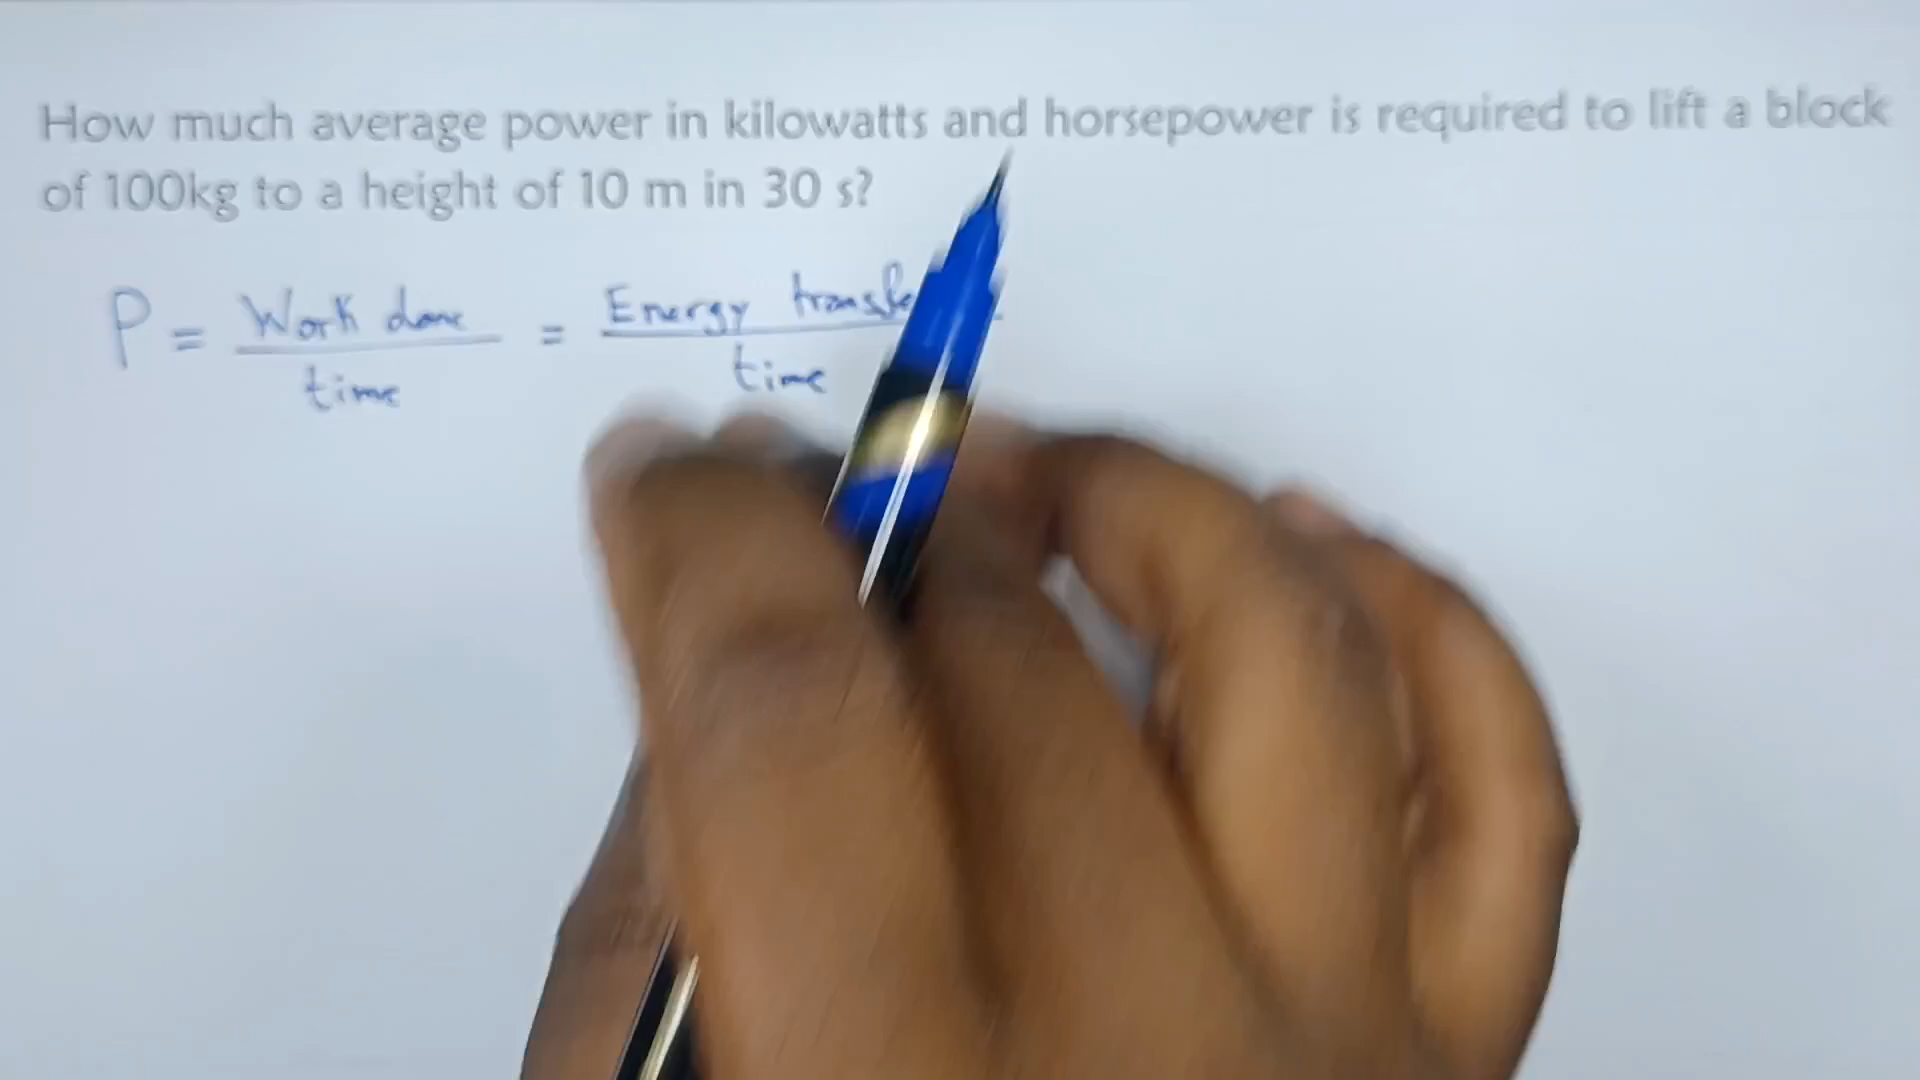 How much average power in kilowatts and horsepower is required to lift a block
of 100kg to a height of 10 m in 30 s?
P = Work done / time = Energy / time